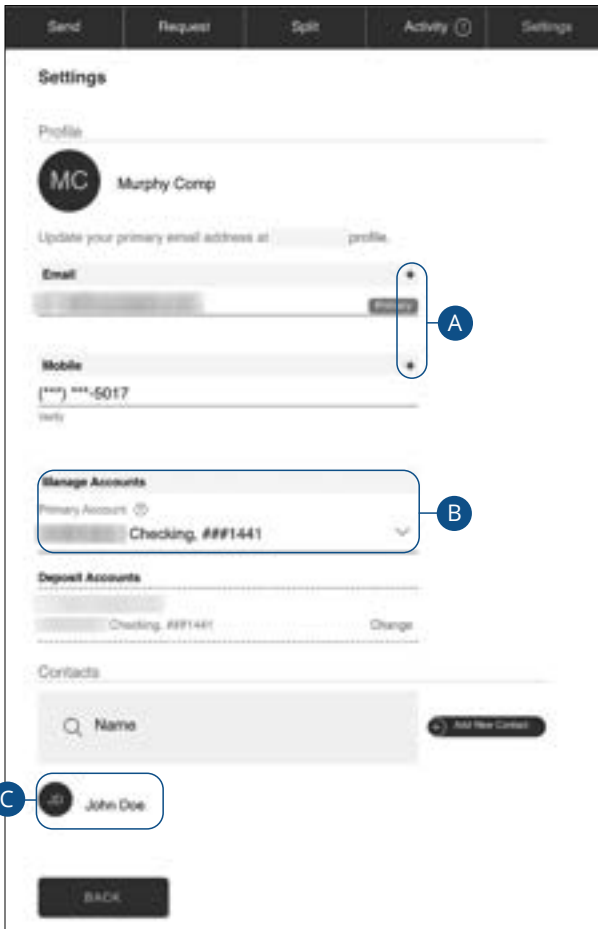 Send Request Split Activity ? Settings
Settings
Profile
MC Murphy Comp
Update your primary email address at profile.
Email +
Primary
A
Mobile +
(***) ***-5017
Verify
Manage Accounts
Primary Account ?
Checking, ###1441
B
Deposit Accounts
Checking, ###1441 Change
Contacts
Name + Add New Contact
C JD John Doe
BACK